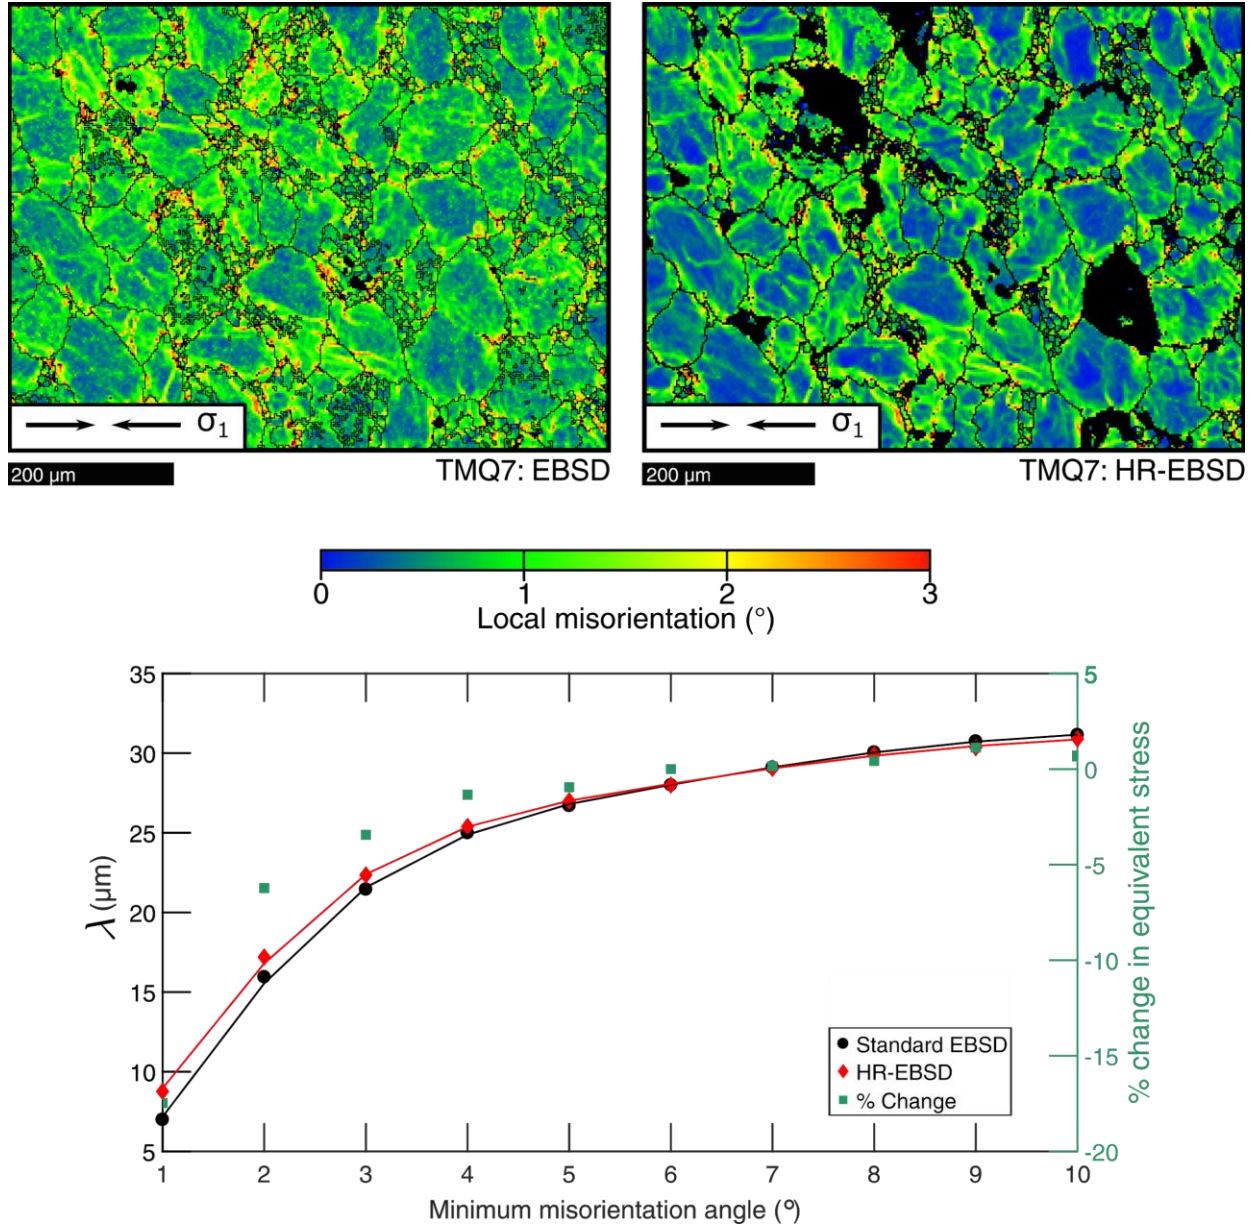 σ1
σ1
200 µm
TMQ7: EBSD
200 µm
TMQ7: HR-EBSD
0 1 2 3
Local misorientation (°)
35
30
25
20
15
10
5
λ (µm)
5
0
-5
-10
-15
-20
% change in equivalent stress
Standard EBSD
HR-EBSD
% Change
1 2 3 4 5 6 7 8 9 10
Minimum misorientation angle (°)